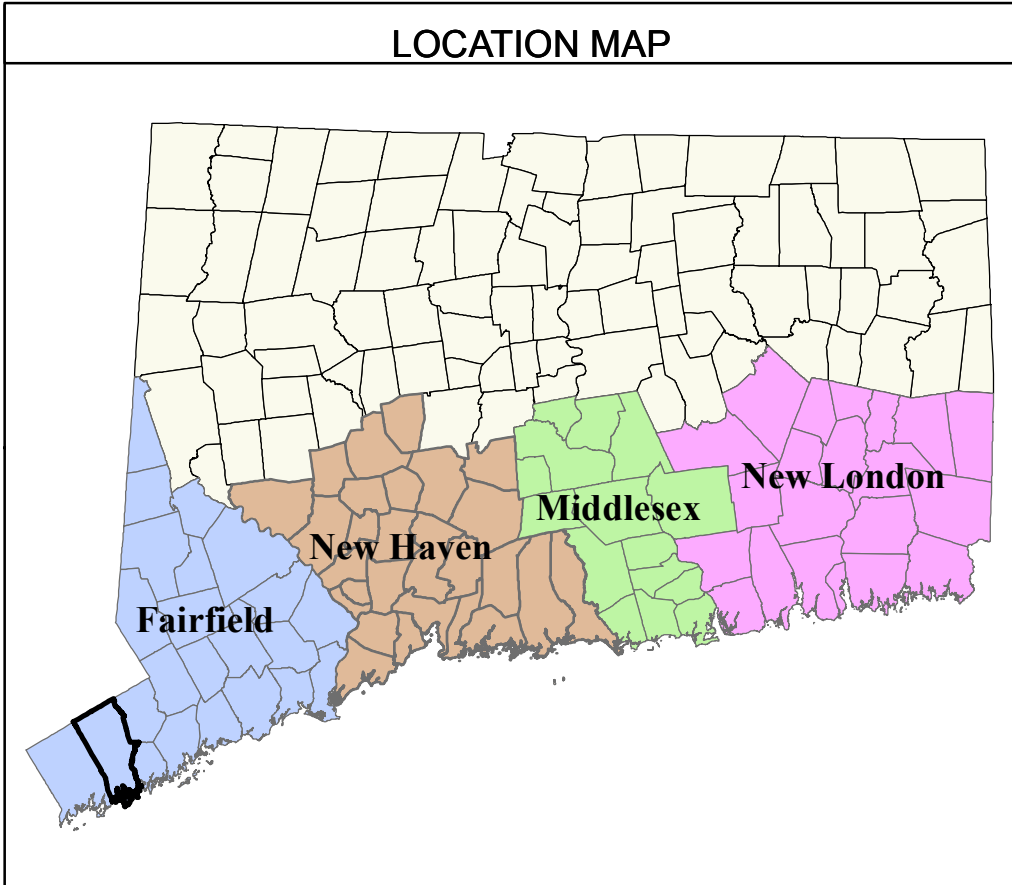 LOCATION MAP
New London
Middlesex
New Haven
Fairfield